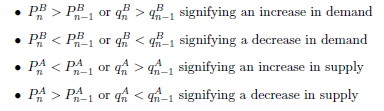 • P_n^B > P_{n-1}^B or q_n^B > q_{n-1}^B signifying an increase in demand
• P_n^B < P_{n-1}^B or q_n^B < q_{n-1}^B signifying a decrease in demand
• P_n^A < P_{n-1}^A or q_n^A > q_{n-1}^A signifying an increase in supply
• P_n^A > P_{n-1}^A or q_n^A < q_{n-1}^A signifying a decrease in supply